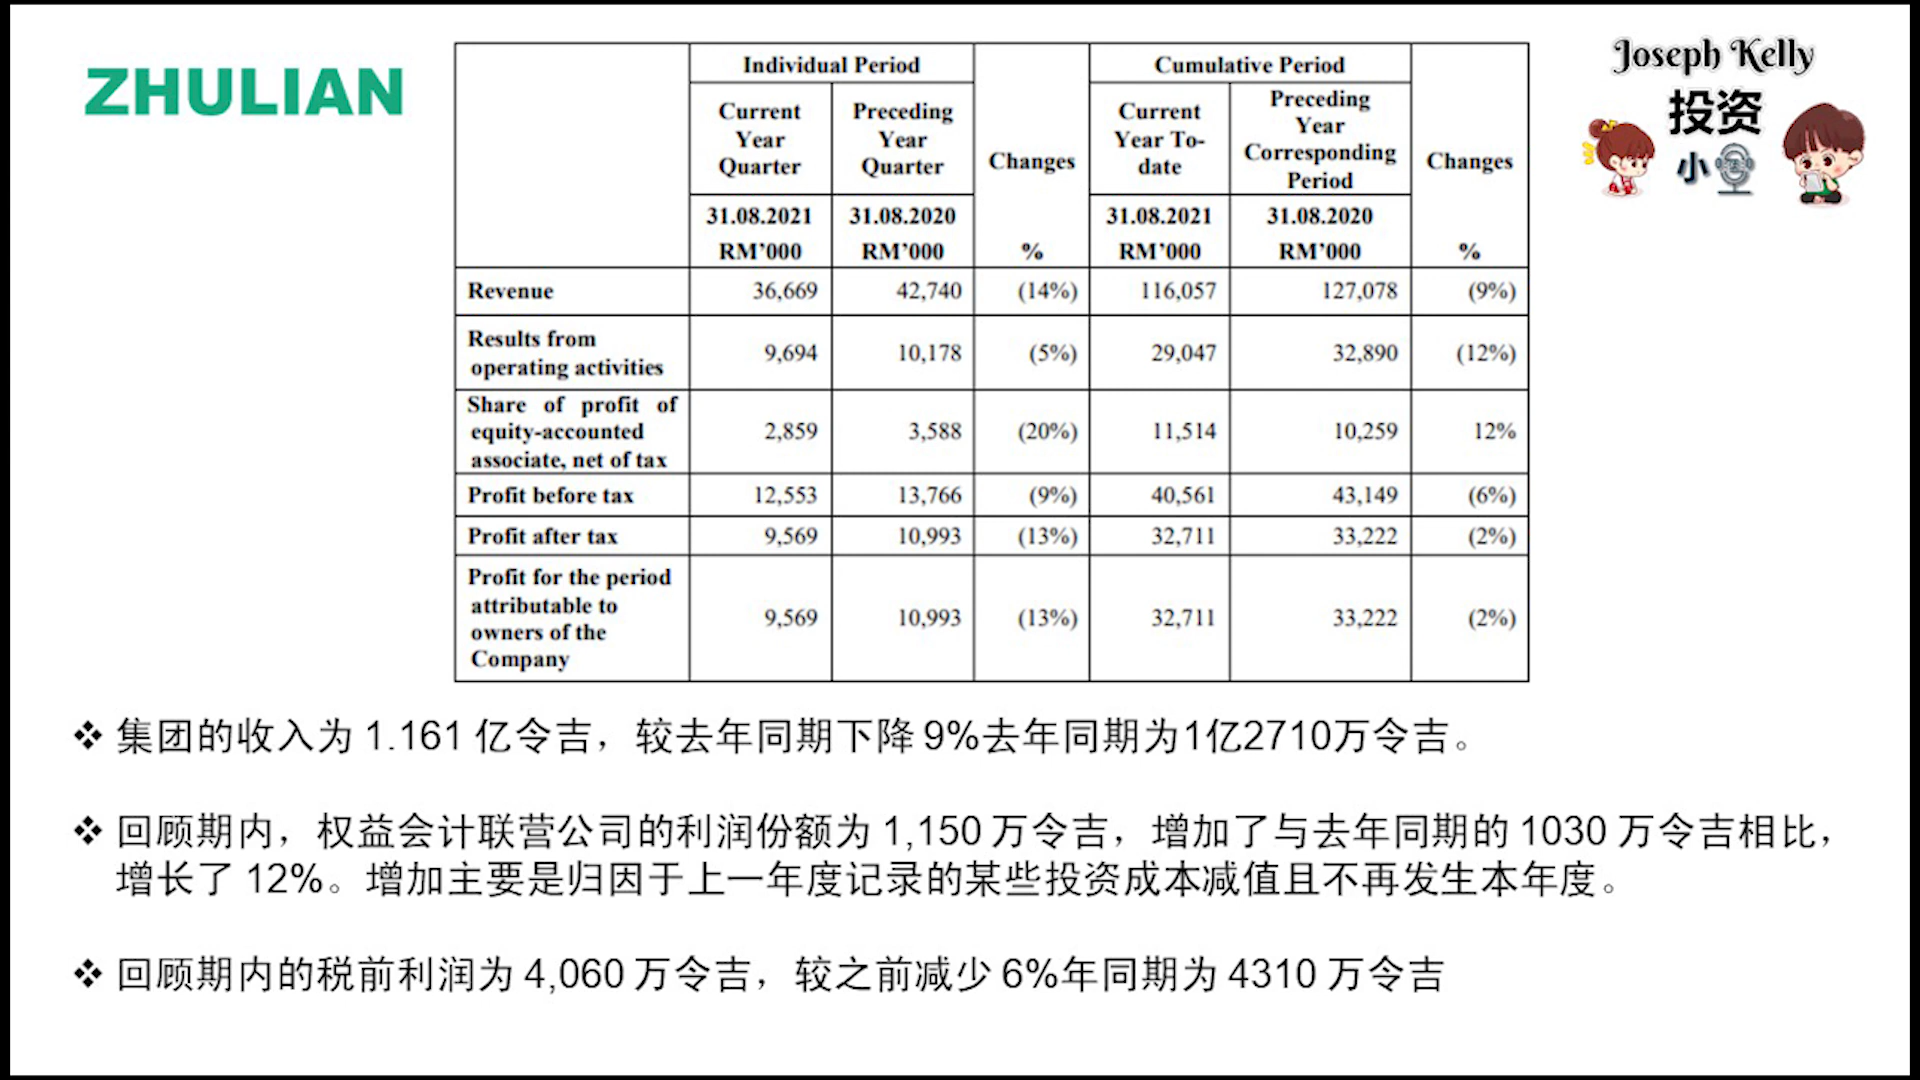 ZHULIAN
Joseph Kelly
投资
小
Individual Period Cumulative Period
Current Year Quarter Preceding Year Quarter Changes Current Year To-date Preceding Year Corresponding Period Changes
31.08.2021 31.08.2020 31.08.2021 31.08.2020
RM’000 RM’000 % RM’000 RM’000 %
Revenue 36,669 42,740 (14%) 116,057 127,078 (9%)
Results from operating activities 9,694 10,178 (5%) 29,047 32,890 (12%)
Share of profit of equity-accounted associate, net of tax 2,859 3,588 (20%) 11,514 10,259 12%
Profit before tax 12,553 13,766 (9%) 40,561 43,149 (6%)
Profit after tax 9,569 10,993 (13%) 32,711 33,222 (2%)
Profit for the period attributable to owners of the Company 9,569 10,993 (13%) 32,711 33,222 (2%)
❖ 集团的收入为 1.161 亿令吉，较去年同期下降 9%去年同期为1亿2710万令吉。
❖ 回顾期内，权益会计联营公司的利润份额为 1,150 万令吉，增加了与去年同期的 1030 万令吉相比，
增长了 12%。增加主要是归因于上一年度记录的某些投资成本减值且不再发生本年度。
❖ 回顾期内的税前利润为 4,060 万令吉，较之前减少 6%年同期为 4310 万令吉